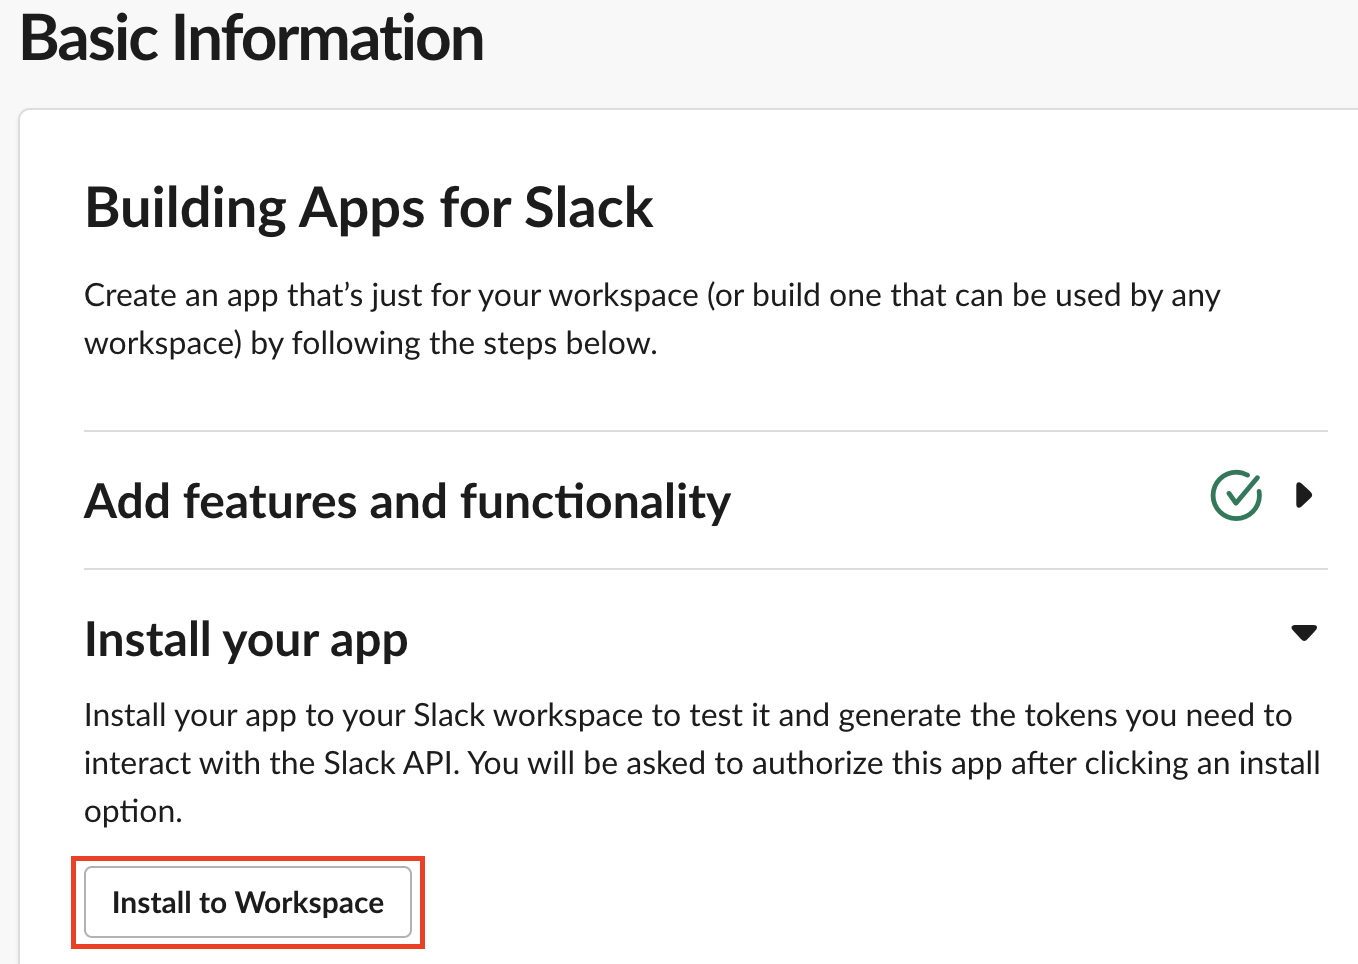 Basic Information
Building Apps for Slack
Create an app that’s just for your workspace (or build one that can be used by any
workspace) by following the steps below.
Add features and functionality
Install your app
Install your app to your Slack workspace to test it and generate the tokens you need to
interact with the Slack API. You will be asked to authorize this app after clicking an install
option.
Install to Workspace